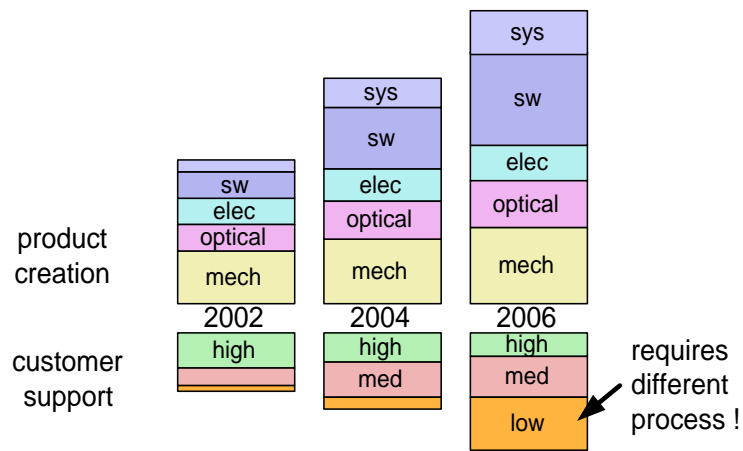 sys
sw
elec
optical
mech
sys
sw
elec
optical
mech
sw
elec
optical
mech
product
creation
2002
2004
2006
customer
support
high
high
med
high
med
low
requires
different
process !